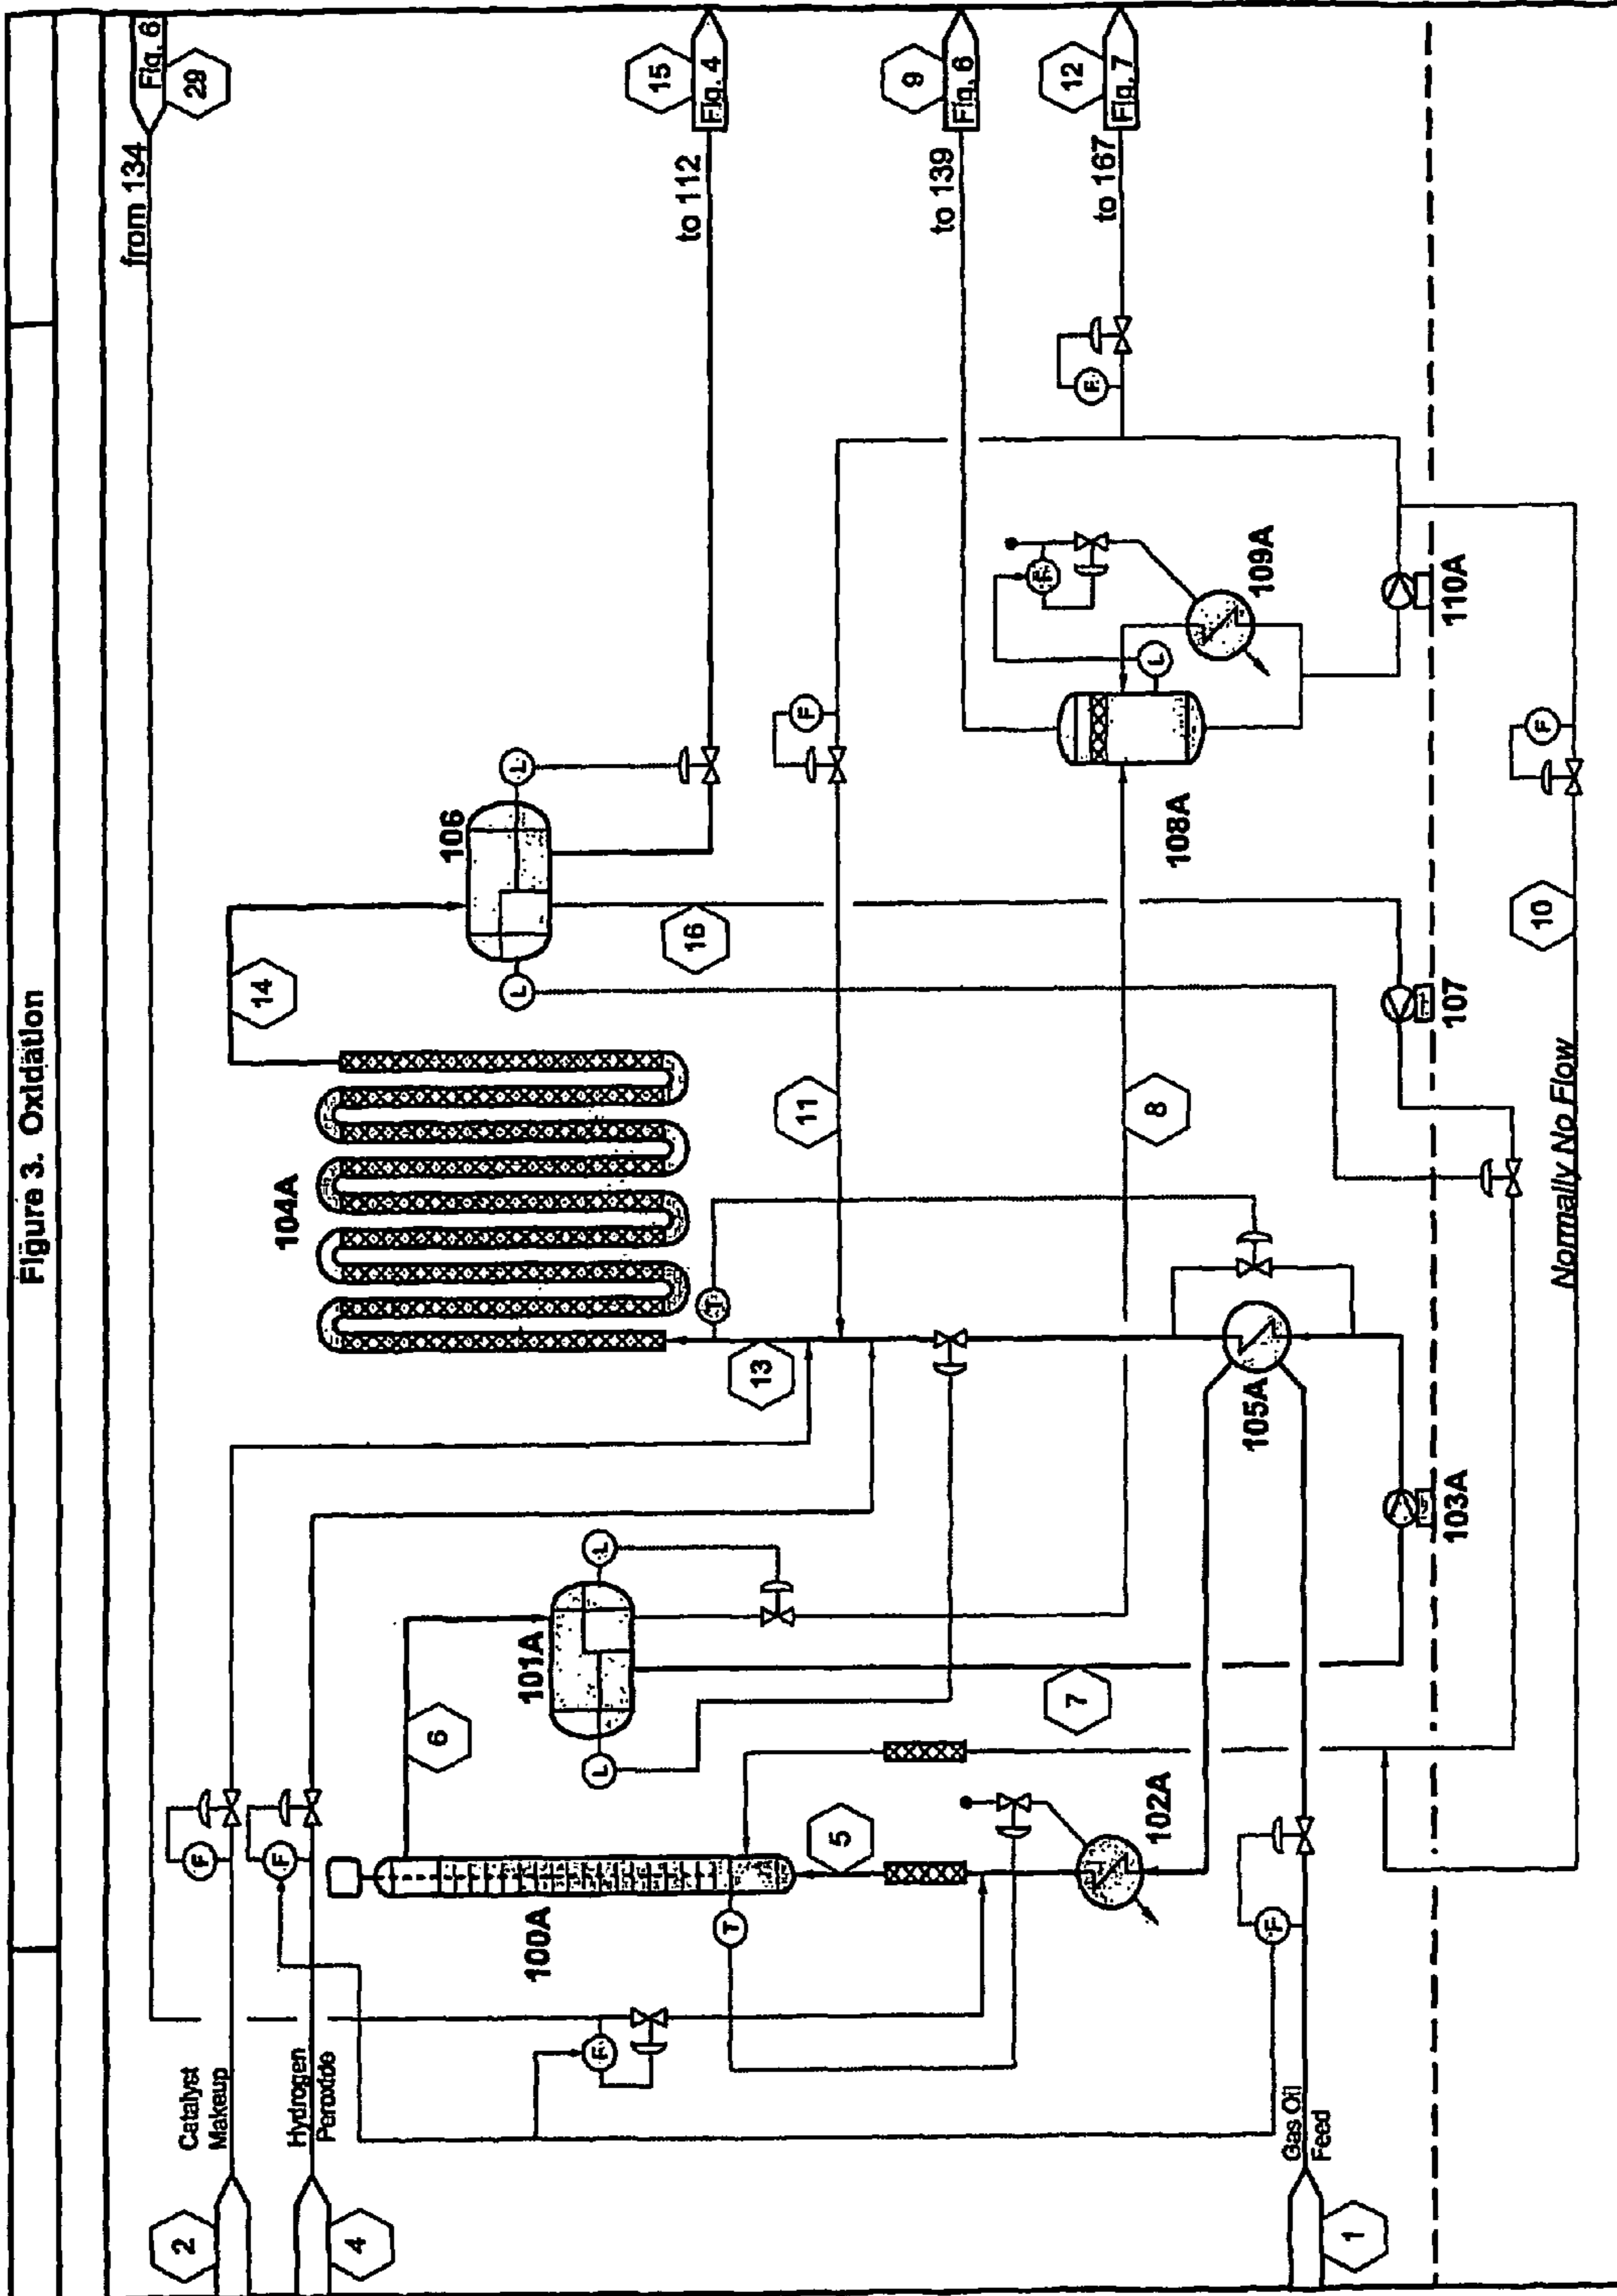 Figure 3. Oxidation
Fig. 6
29
from 134
Catalyst
Makeup
2
Hydrogen
Peroxide
4
F
F
14
104A
106
L
L
15
Fig. 4
to 112
16
6
101A
L
L
100A
T
F
5
13
T
11
F
9
Fig. 6
to 139
12
Fig. 7
to 167
F
7
8
108A
L
F
109A
102A
105A
Gas Oil
Feed
1
F
103A
107
110A
10
F
Normally No Flow